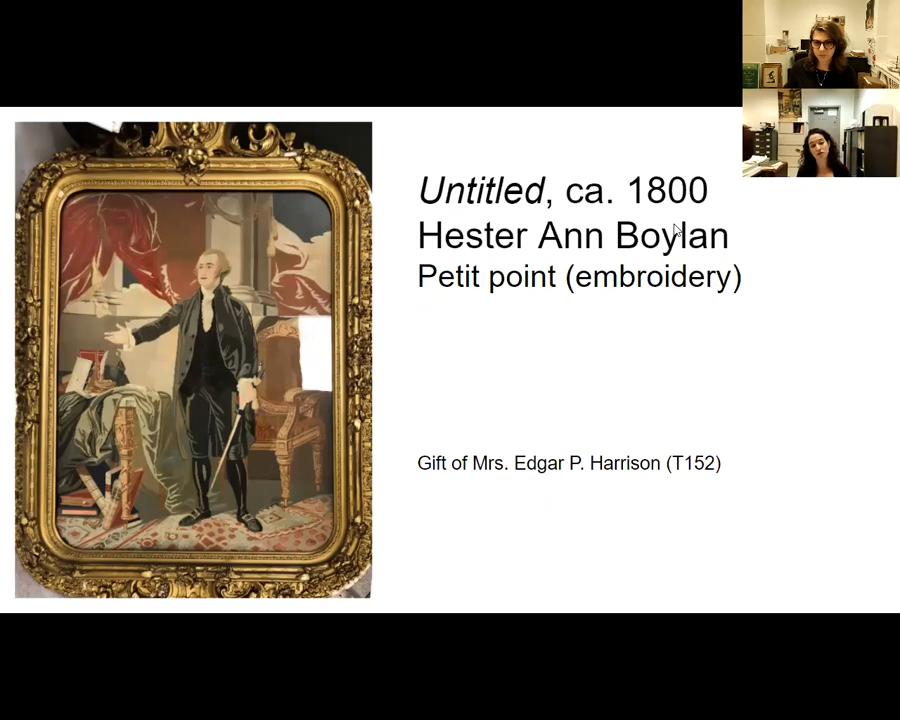 Untitled, ca. 1800
Hester Ann Boylan
Petit point (embroidery)
Gift of Mrs. Edgar P. Harrison (T152)